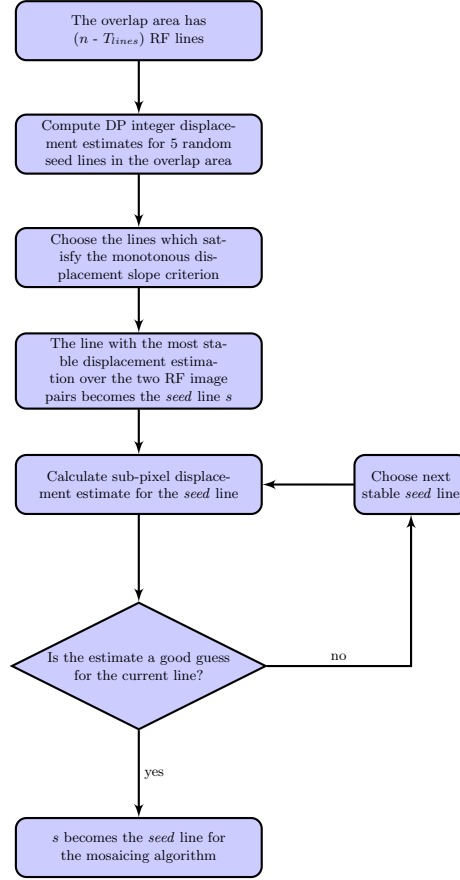 The overlap area has
(n - T_lines) RF lines
Compute DP integer displace-
ment estimates for 5 random
seed lines in the overlap area
Choose the lines which sat-
isfy the monotonous dis-
placement slope criterion
The line with the most sta-
ble displacement estima-
tion over the two RF image
pairs becomes the seed line s
Calculate sub-pixel displace-
ment estimate for the seed line
Choose next
stable seed line
Is the estimate a good guess
for the current line?
no
yes
s becomes the seed line for
the mosaicing algorithm